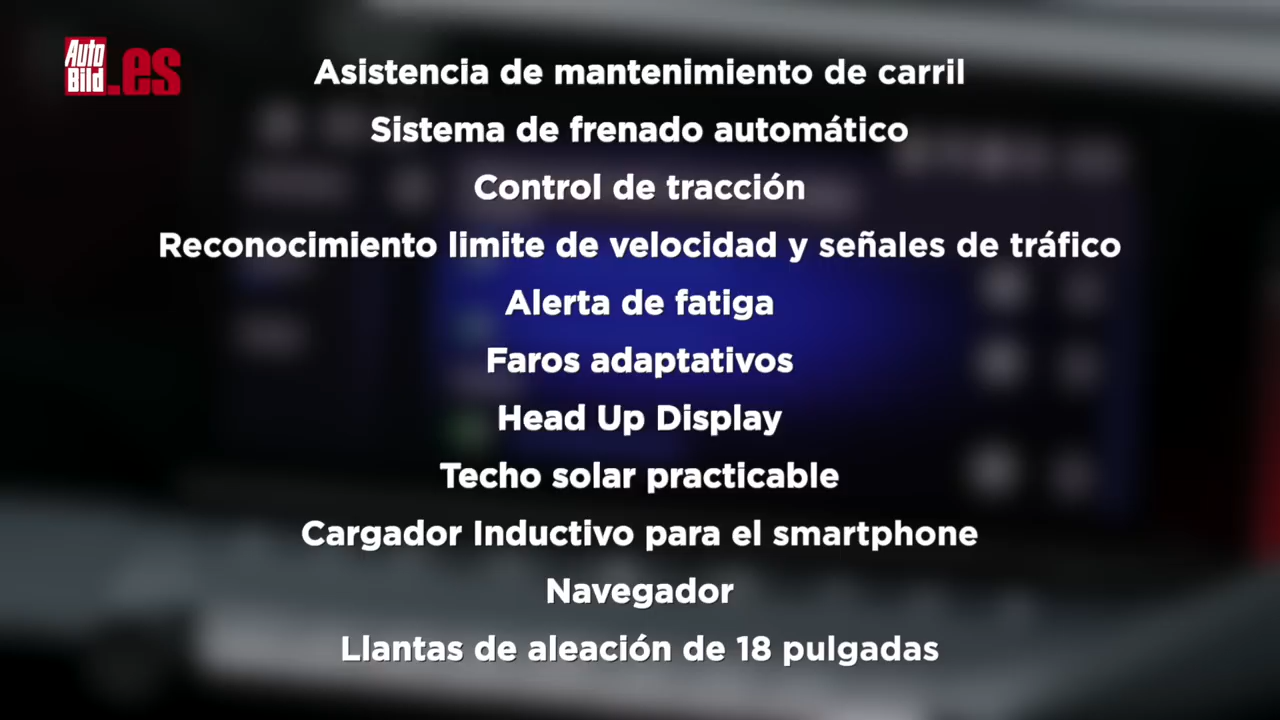 Auto
Bild.es
Asistencia de mantenimiento de carril
Sistema de frenado automático
Control de tracción
Reconocimiento limite de velocidad y señales de tráfico
Alerta de fatiga
Faros adaptativos
Head Up Display
Techo solar practicable
Cargador Inductivo para el smartphone
Navegador
Llantas de aleación de 18 pulgadas